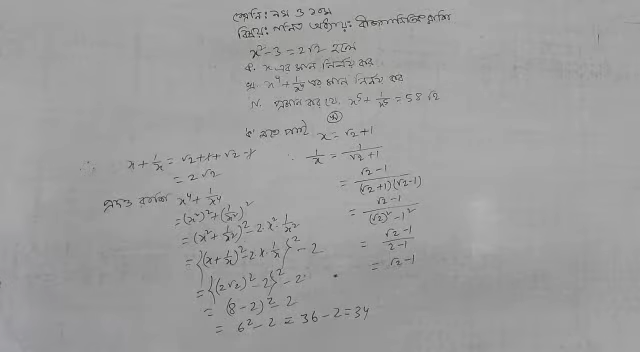 শ্রেনি: নবম ও দশম
বিষয়: গনিত অধ্যায়: বীজগাণিতিক রাশি
x² - 3 = 2√2 হলে
ক. x এর মান নির্নয় কর
খ. x⁴ + 1/x⁴ এর মান নির্নয় কর
গ. প্রমান কর যে, x⁵ + 1/x⁵ = 58√2
খ
ক হতে পাই, x = √2+1
∴ 1/x = 1/(√2+1)
= (√2-1)/((√2+1)(√2-1))
= (√2-1)/((√2)² - 1²)
= (√2-1)/(2-1)
= √2-1
∴ x + 1/x = √2+1+√2-1
= 2√2
প্রদত্ত রাশি x⁴ + 1/x⁴
= (x²)² + (1/x²)²
= (x² + 1/x²)² - 2·x²·1/x²
= {(x + 1/x)² - 2·x·1/x}² - 2
= {(2√2)² - 2}² - 2
= (8-2)² - 2
= 6² - 2 = 36 - 2 = 34